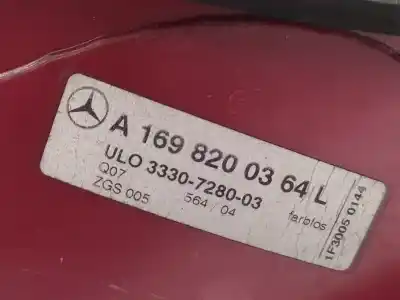 A 169 820 03 64 L
ULO 3330-7280-03
Q07
564 / 04
farblos
ZGS 005
1F3005 0144